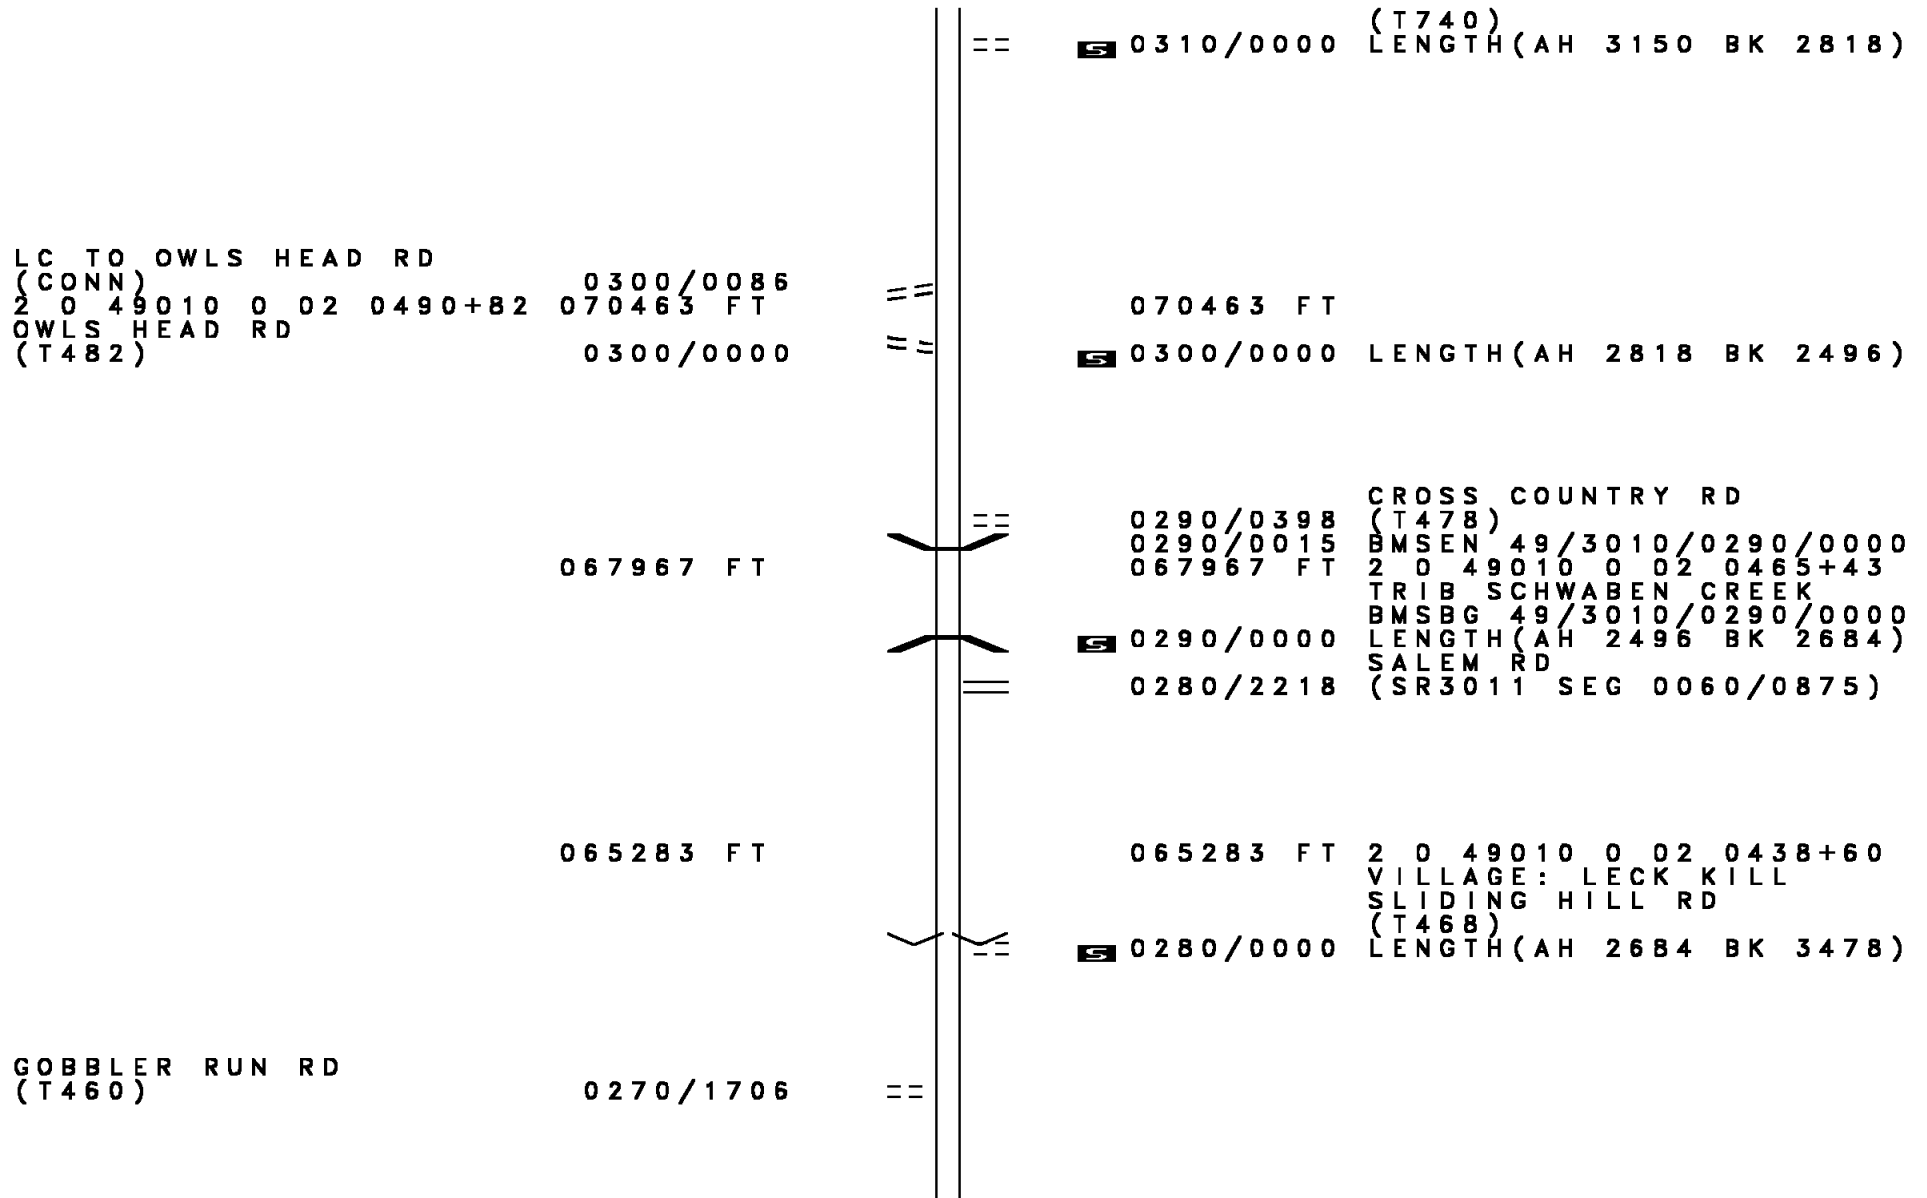 (T740)
S 0310/0000 LENGTH(AH 3150 BK 2818)
LC TO OWLS HEAD RD
(CONN) 0300/0086
2 0 49010 0 02 0490+82 070463 FT 070463 FT
OWLS HEAD RD
(T482) 0300/0000 S 0300/0000 LENGTH(AH 2818 BK 2496)
CROSS COUNTRY RD
0290/0398 (T478)
0290/0015 BMSEN 49/3010/0290/0000
067967 FT 067967 FT 2 0 49010 0 02 0465+43
TRIB SCHWABEN CREEK
BMSBG 49/3010/0290/0000
S 0290/0000 LENGTH(AH 2496 BK 2684)
SALEM RD
0280/2218 (SR3011 SEG 0060/0875)
065283 FT 065283 FT 2 0 49010 0 02 0438+60
VILLAGE: LECK KILL
SLIDING HILL RD
(T468)
S 0280/0000 LENGTH(AH 2684 BK 3478)
GOBBLER RUN RD
(T460) 0270/1706